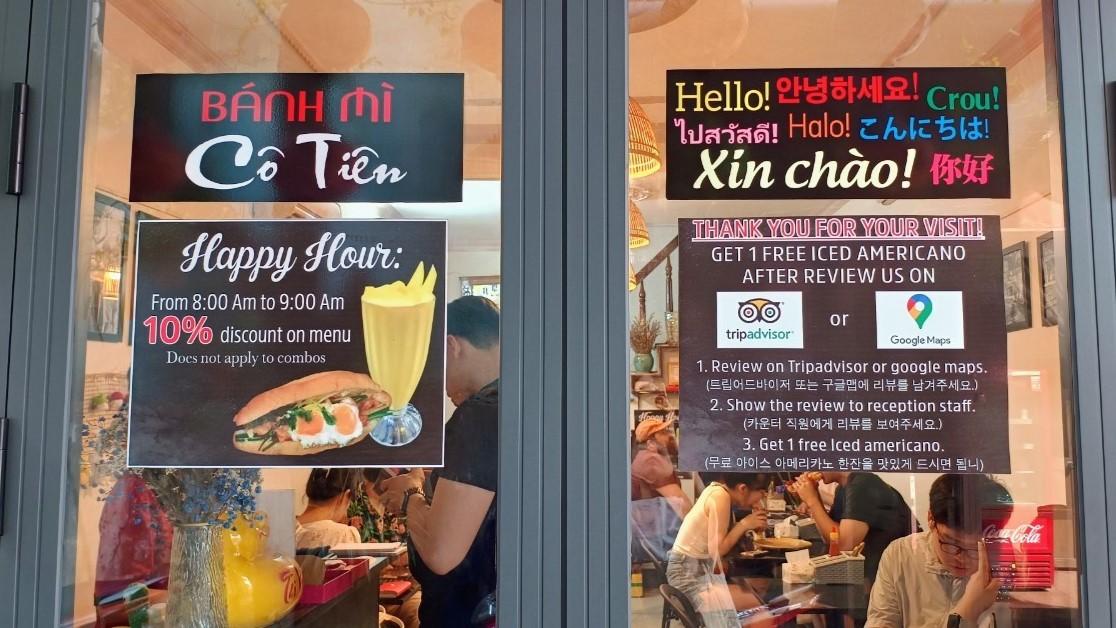 BÁNH MÌ
Cô Tiên
Happy Hour:
From 8:00 Am to 9:00 Am
10% discount on menu
Does not apply to combos
Hello! 안녕하세요! Crou!
ไปสวัสดี! Halo! こんにちは!
Xin chào! 你好
THANK YOU FOR YOUR VISIT!
GET 1 FREE ICED AMERICANO
AFTER REVIEW US ON
tripadvisor or Google Maps
1. Review on Tripadvisor or google maps.
(트립어드바이저 또는 구글맵에 리뷰를 남겨주세요.)
2. Show the review to reception staff.
(카운터 직원에게 리뷰를 보여주세요.)
3. Get 1 free Iced americano.
(무료 아이스 아메리카노 한잔을 맛있게 드시면 됩니)
Coca-Cola